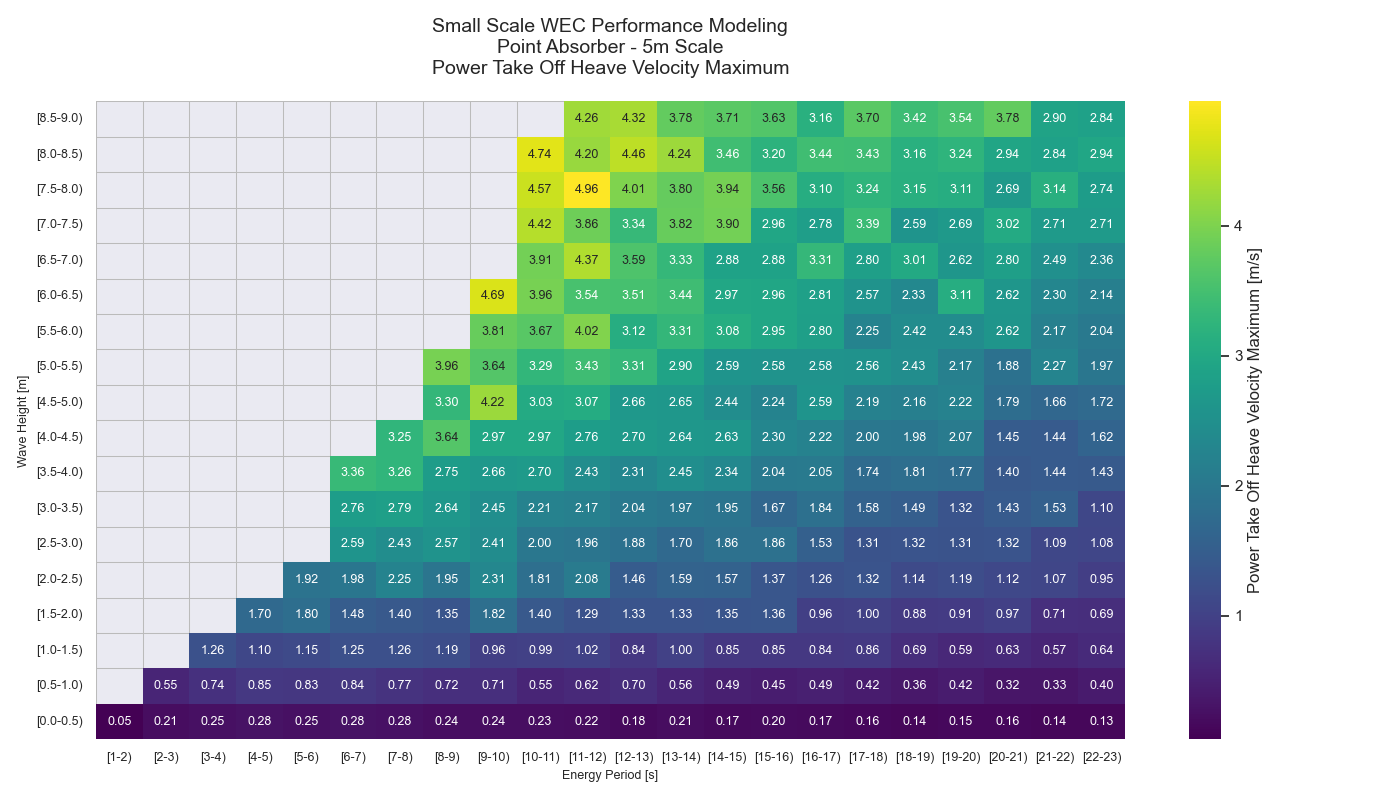 Small Scale WEC Performance Modeling
Point Absorber - 5m Scale
Power Take Off Heave Velocity Maximum
[8.5-9.0) 4.26 4.32 3.78 3.71 3.63 3.16 3.70 3.42 3.54 3.78 2.90 2.84
[8.0-8.5) 4.74 4.20 4.46 4.24 3.46 3.20 3.44 3.43 3.16 3.24 2.94 2.84 2.94
[7.5-8.0) 4.57 4.96 4.01 3.80 3.94 3.56 3.10 3.24 3.15 3.11 2.69 3.14 2.74
[7.0-7.5) 4.42 3.86 3.34 3.82 3.90 2.96 2.78 3.39 2.59 2.69 3.02 2.71 2.71
[6.5-7.0) 3.91 4.37 3.59 3.33 2.88 2.88 3.31 2.80 3.01 2.62 2.80 2.49 2.36
[6.0-6.5) 4.69 3.96 3.54 3.51 3.44 2.97 2.96 2.81 2.57 2.33 3.11 2.62 2.30 2.14
[5.5-6.0) 3.81 3.67 4.02 3.12 3.31 3.08 2.95 2.80 2.25 2.42 2.43 2.62 2.17 2.04
[5.0-5.5) 3.96 3.64 3.29 3.43 3.31 2.90 2.59 2.58 2.58 2.56 2.43 2.17 1.88 2.27 1.97
[4.5-5.0) 3.30 4.22 3.03 3.07 2.66 2.65 2.44 2.24 2.59 2.19 2.16 2.22 1.79 1.66 1.72
[4.0-4.5) 3.25 3.64 2.97 2.97 2.76 2.70 2.64 2.63 2.30 2.22 2.00 1.98 2.07 1.45 1.44 1.62
[3.5-4.0) 3.36 3.26 2.75 2.66 2.70 2.43 2.31 2.45 2.34 2.04 2.05 1.74 1.81 1.77 1.40 1.44 1.43
[3.0-3.5) 2.76 2.79 2.64 2.45 2.21 2.17 2.04 1.97 1.95 1.67 1.84 1.58 1.49 1.32 1.43 1.53 1.10
[2.5-3.0) 2.59 2.43 2.57 2.41 2.00 1.96 1.88 1.70 1.86 1.86 1.53 1.31 1.32 1.31 1.32 1.09 1.08
[2.0-2.5) 1.92 1.98 2.25 1.95 2.31 1.81 2.08 1.46 1.59 1.57 1.37 1.26 1.32 1.14 1.19 1.12 1.07 0.95
[1.5-2.0) 1.70 1.80 1.48 1.40 1.35 1.82 1.40 1.29 1.33 1.33 1.35 1.36 0.96 1.00 0.88 0.91 0.97 0.71 0.69
[1.0-1.5) 1.26 1.10 1.15 1.25 1.26 1.19 0.96 0.99 1.02 0.84 1.00 0.85 0.85 0.84 0.86 0.69 0.59 0.63 0.57 0.64
[0.5-1.0) 0.55 0.74 0.85 0.83 0.84 0.77 0.72 0.71 0.55 0.62 0.70 0.56 0.49 0.45 0.49 0.42 0.36 0.42 0.32 0.33 0.40
[0.0-0.5) 0.05 0.21 0.25 0.28 0.25 0.28 0.28 0.24 0.24 0.23 0.22 0.18 0.21 0.17 0.20 0.17 0.16 0.14 0.15 0.16 0.14 0.13
[1-2) [2-3) [3-4) [4-5) [5-6) [6-7) [7-8) [8-9) [9-10) [10-11) [11-12) [12-13) [13-14) [14-15) [15-16) [16-17) [17-18) [18-19) [19-20) [20-21) [21-22) [22-23)
Energy Period [s]
Wave Height [m]
4
3
2
1
Power Take Off Heave Velocity Maximum [m/s]